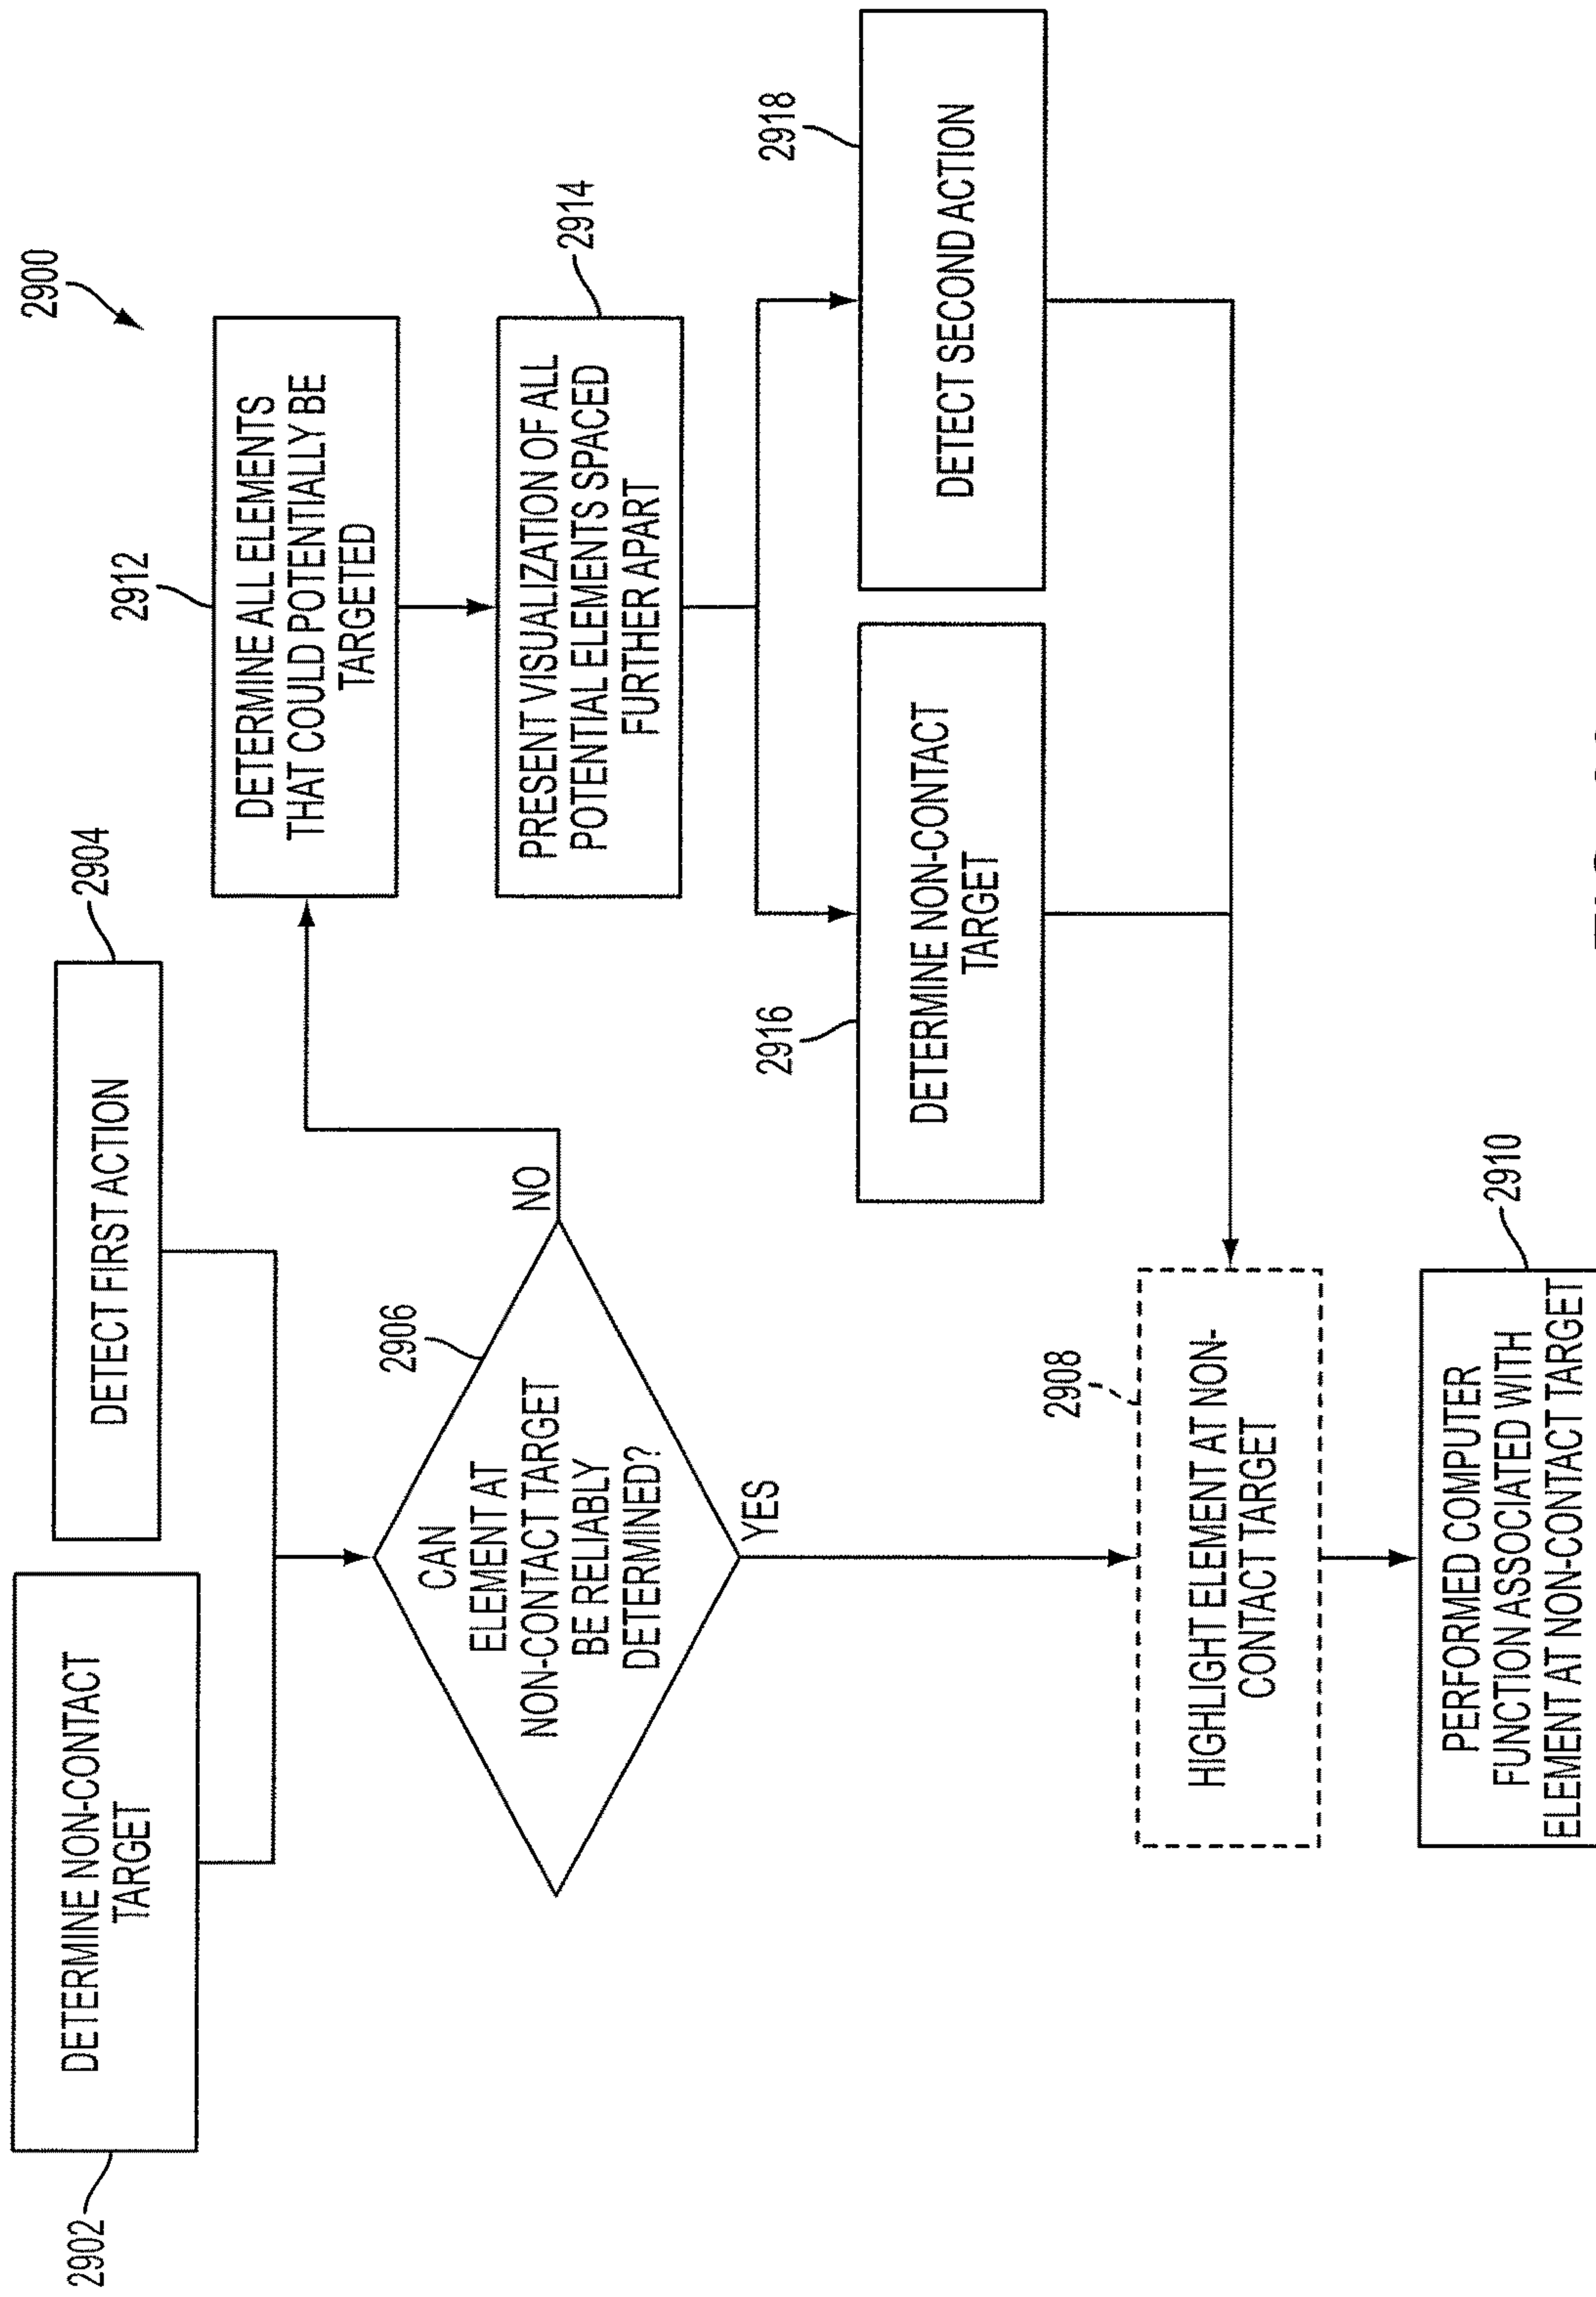 2900
2902
DETERMINE NON-CONTACT
TARGET
DETECT FIRST ACTION
2904
2906
CAN
ELEMENT AT
NON-CONTACT TARGET
BE RELIABLY
DETERMINED?
NO
YES
2912
DETERMINE ALL ELEMENTS
THAT COULD POTENTIALLY BE
TARGETED
2914
PRESENT VISUALIZATION OF ALL
POTENTIAL ELEMENTS SPACED
FURTHER APART
2916
DETERMINE NON-CONTACT
TARGET
2918
DETECT SECOND ACTION
2908
HIGHLIGHT ELEMENT AT NON-
CONTACT TARGET
2910
PERFORMED COMPUTER
FUNCTION ASSOCIATED WITH
ELEMENT AT NON-CONTACT TARGET